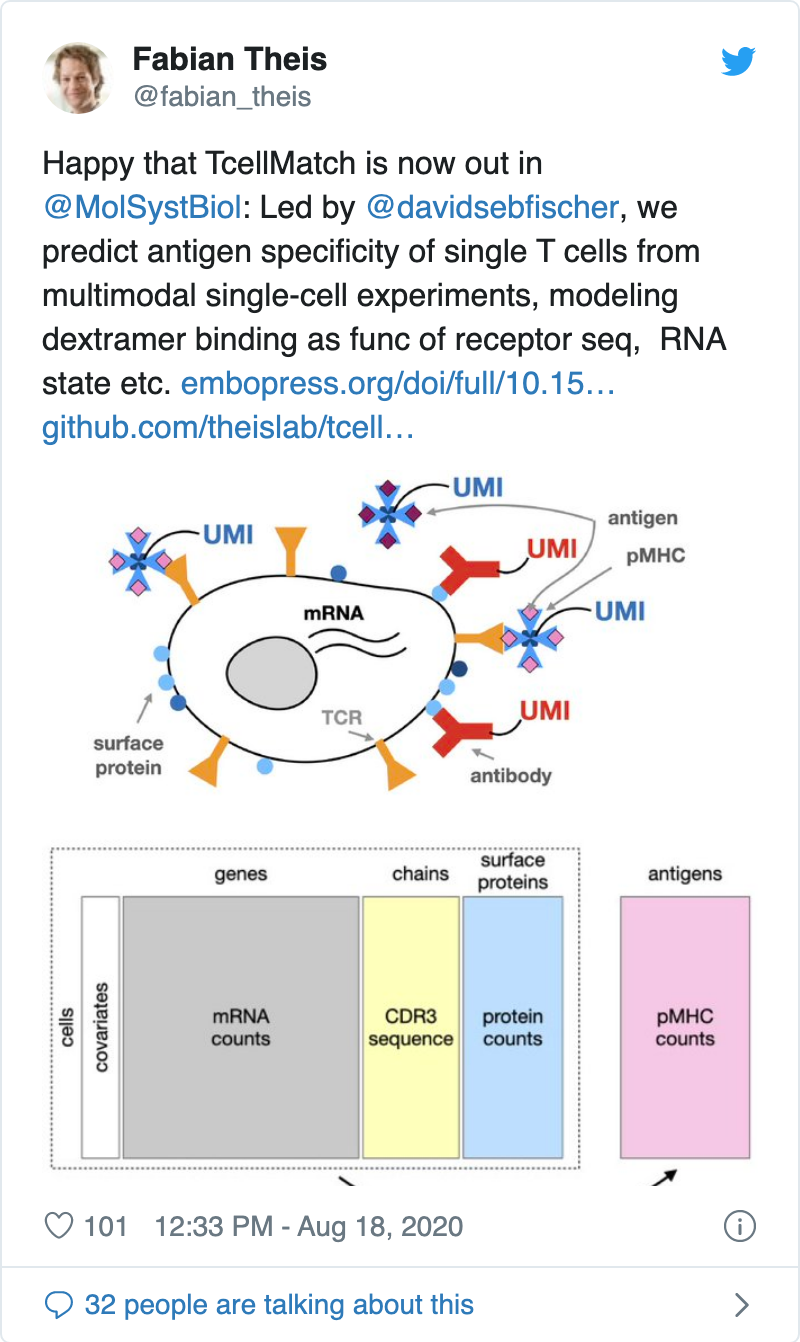 Fabian Theis
@fabian_theis
Happy that TcellMatch is now out in
@MolSystBiol: Led by @davidsebfischer, we
predict antigen specificity of single T cells from
multimodal single-cell experiments, modeling
dextramer binding as func of receptor seq,  RNA
state etc. embopress.org/doi/full/10.15…
github.com/theislab/tcell…
UMI
antigen
UMI
UMI
pMHC
mRNA
UMI
TCR
UMI
surface
protein
antibody
genes
chains
surface
proteins
antigens
cells
covariates
mRNA
counts
CDR3
sequence
protein
counts
pMHC
counts
101 12:33 PM - Aug 18, 2020
32 people are talking about this